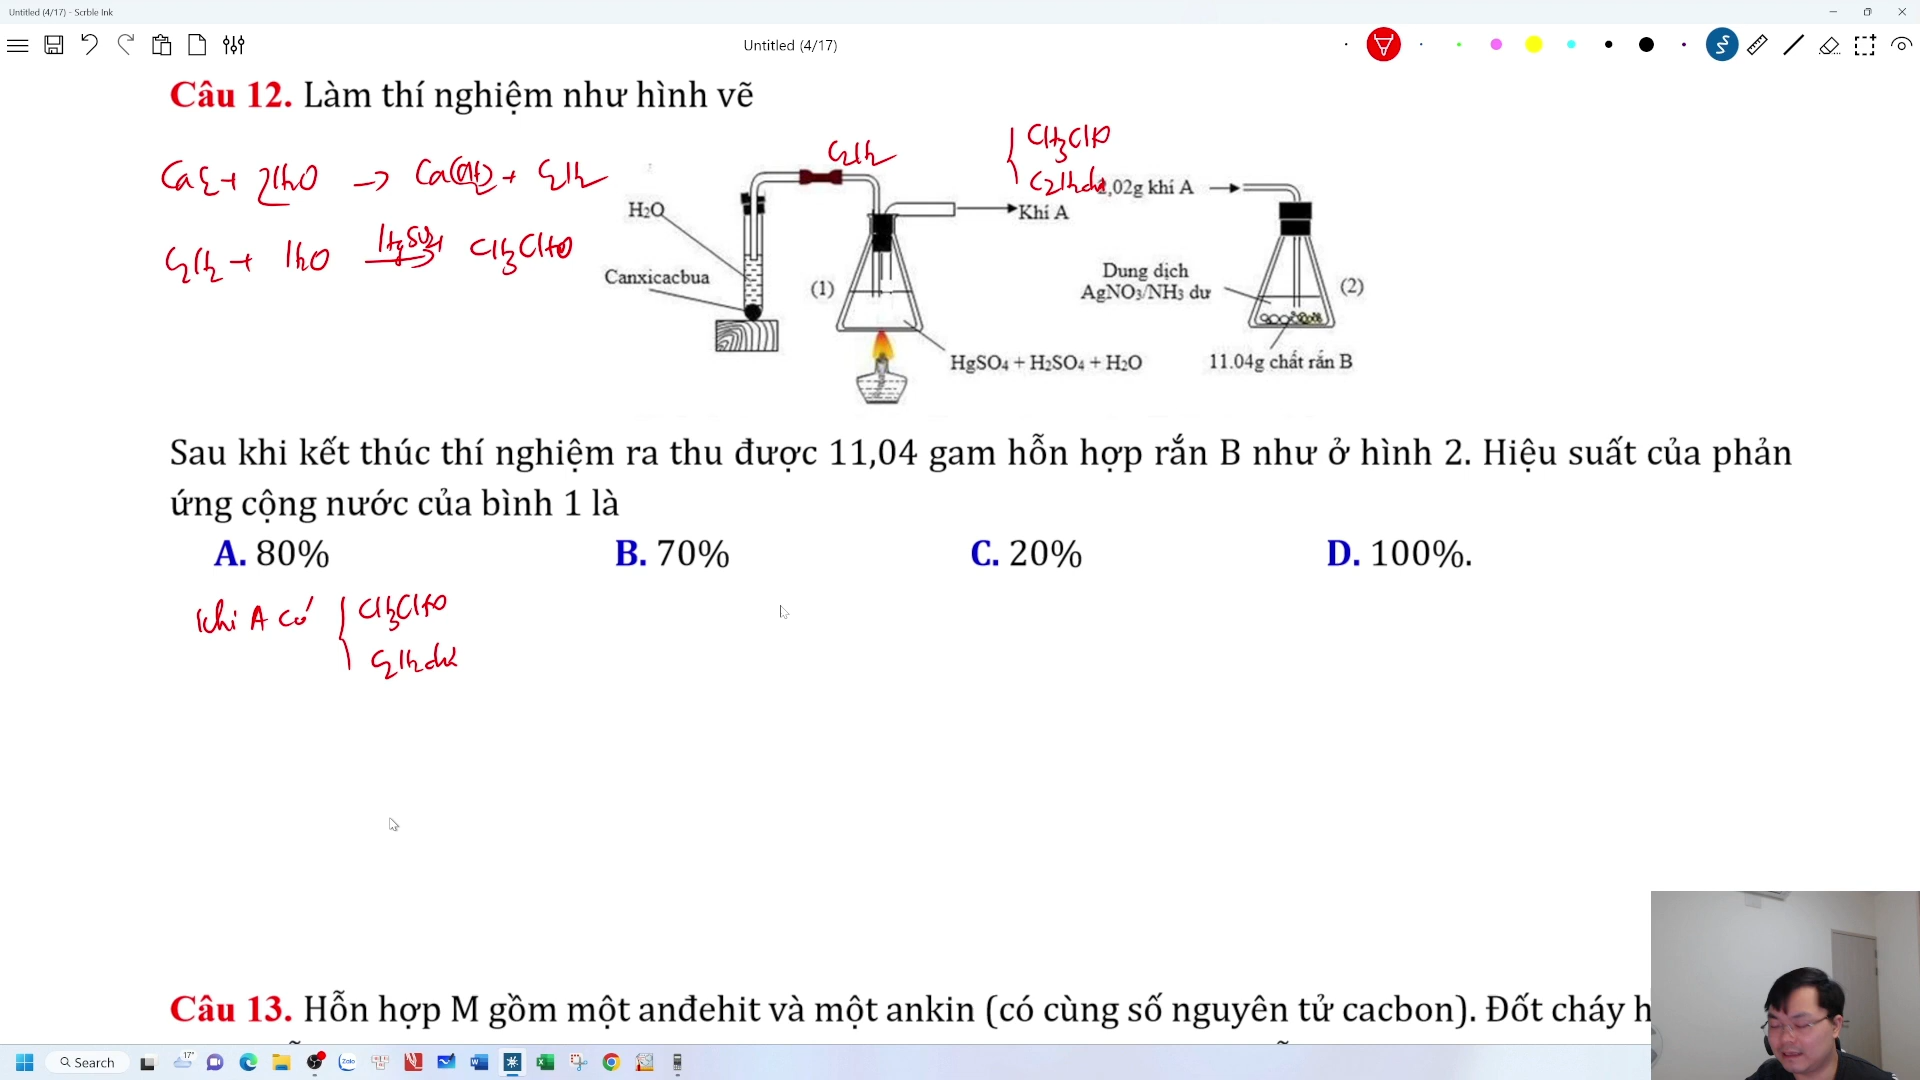 Untitled (4/17) - Scrble Ink
Untitled (4/17)
Câu 12. Làm thí nghiệm như hình vẽ
CaC2 + 2H2O → Ca(OH)2 + C2H2
C2H2 + H2O HgSO4 → CH3CHO
C2H2
CH3CHO
C2H2 dư
H2O
Canxicacbua
(1)
Khí A
HgSO4 + H2SO4 + H2O
2,02g khí A
Dung dịch
AgNO3/NH3 dư
(2)
11.04g chất rắn B
Sau khi kết thúc thí nghiệm ra thu được 11,04 gam hỗn hợp rắn B như ở hình 2. Hiệu suất của phản
ứng cộng nước của bình 1 là
A. 80% B. 70% C. 20% D. 100%.
Khí A có CH3CHO
C2H2 dư
Câu 13. Hỗn hợp M gồm một anđehit và một ankin (có cùng số nguyên tử cacbon). Đốt cháy h
Search
17°
Zalo